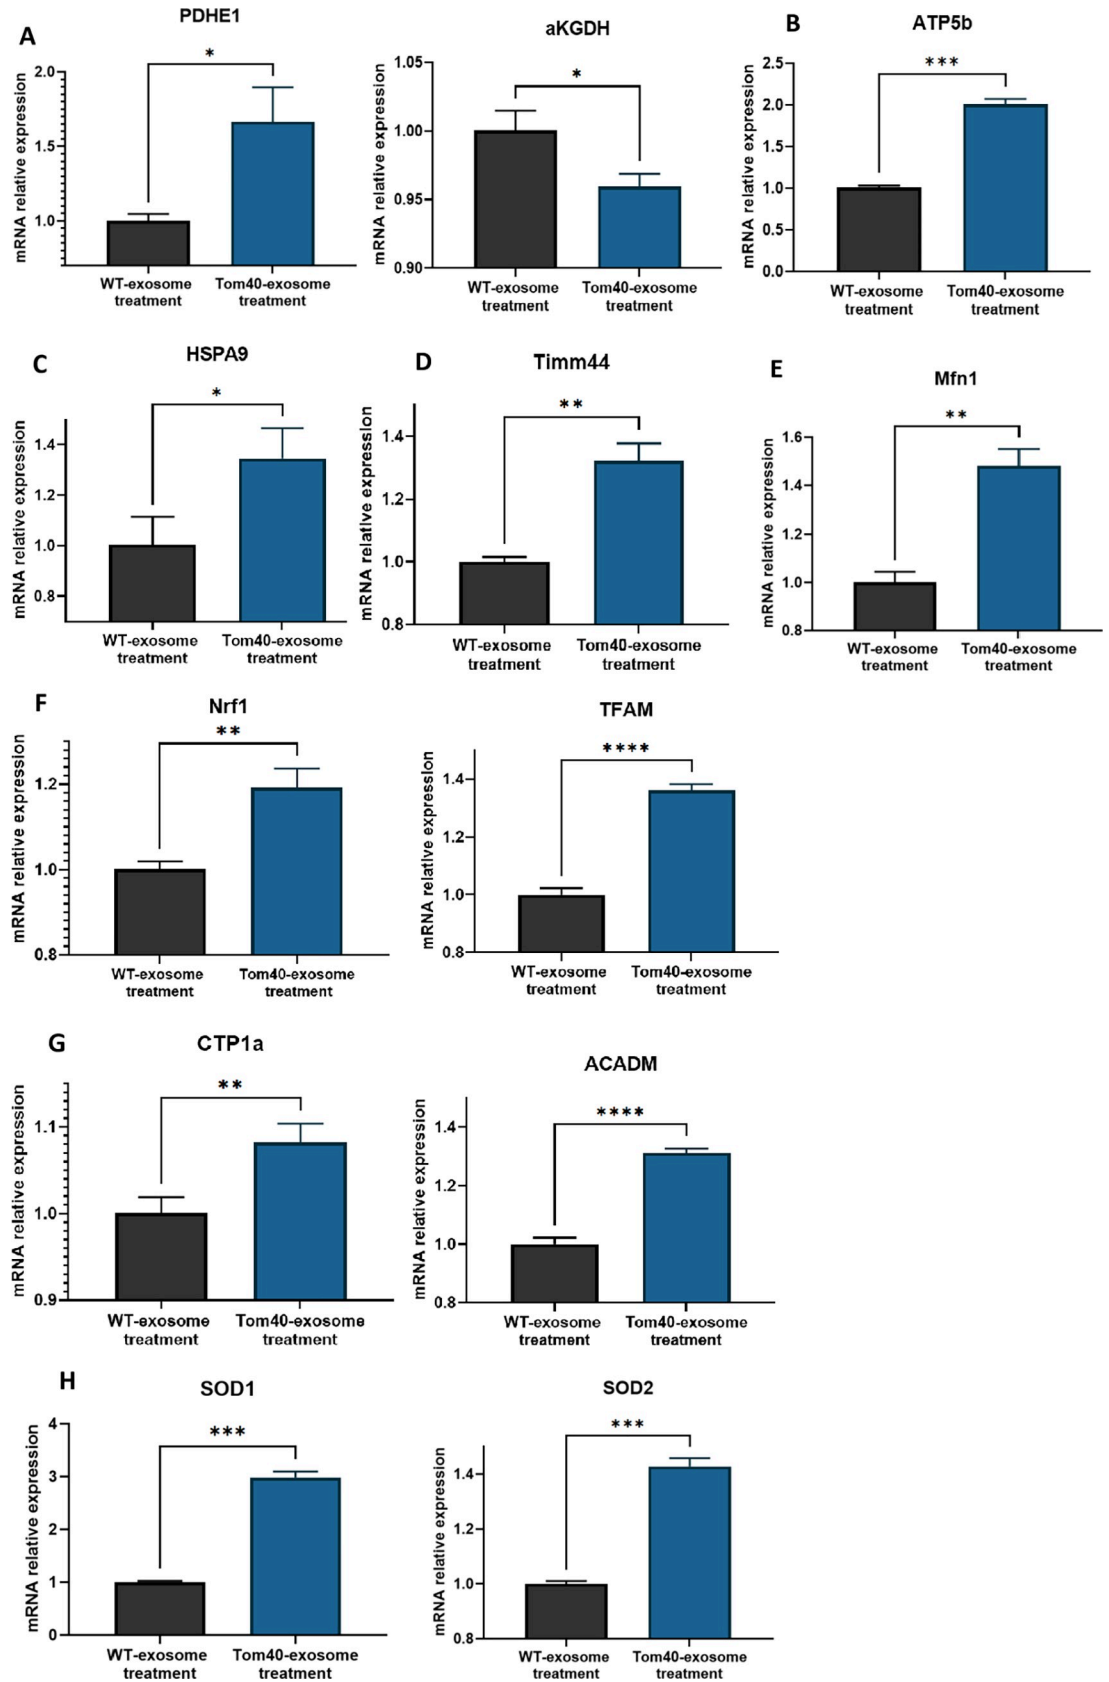 A
PDHE1
*
mRNA relative expression
2.0
1.5
1.0
WT-exosome
treatment
Tom40-exosome
treatment
aKGDH
*
mRNA relative expression
1.05
1.00
0.95
0.90
WT-exosome
treatment
Tom40-exosome
treatment
B
ATP5b
***
mRNA relative expression
2.5
2.0
1.5
1.0
0.5
0.0
WT-exosome
treatment
Tom40-exosome
treatment
C
HSPA9
*
mRNA relative expression
1.4
1.2
1.0
0.8
WT-exosome
treatment
Tom40-exosome
treatment
D
Timm44
**
mRNA relative expression
1.4
1.2
1.0
0.8
WT-exosome
treatment
Tom40-exosome
treatment
E
Mfn1
**
mRNA relative expression
1.6
1.4
1.2
1.0
0.8
WT-exosome
treatment
Tom40-exosome
treatment
F
Nrf1
**
mRNA relative expression
1.2
1.0
0.8
WT-exosome
treatment
Tom40-exosome
treatment
TFAM
****
mRNA relative expression
1.4
1.2
1.0
0.8
WT-exosome
treatment
Tom40-exosome
treatment
G
CTP1a
**
mRNA relative expression
1.1
1.0
0.9
WT-exosome
treatment
Tom40-exosome
treatment
ACADM
****
mRNA relative expression
1.4
1.2
1.0
0.8
WT-exosome
treatment
Tom40-exosome
treatment
H
SOD1
***
mRNA relative expression
4
3
2
1
0
WT-exosome
treatment
Tom40-exosome
treatment
SOD2
***
mRNA relative expression
1.4
1.2
1.0
0.8
WT-exosome
treatment
Tom40-exosome
treatment